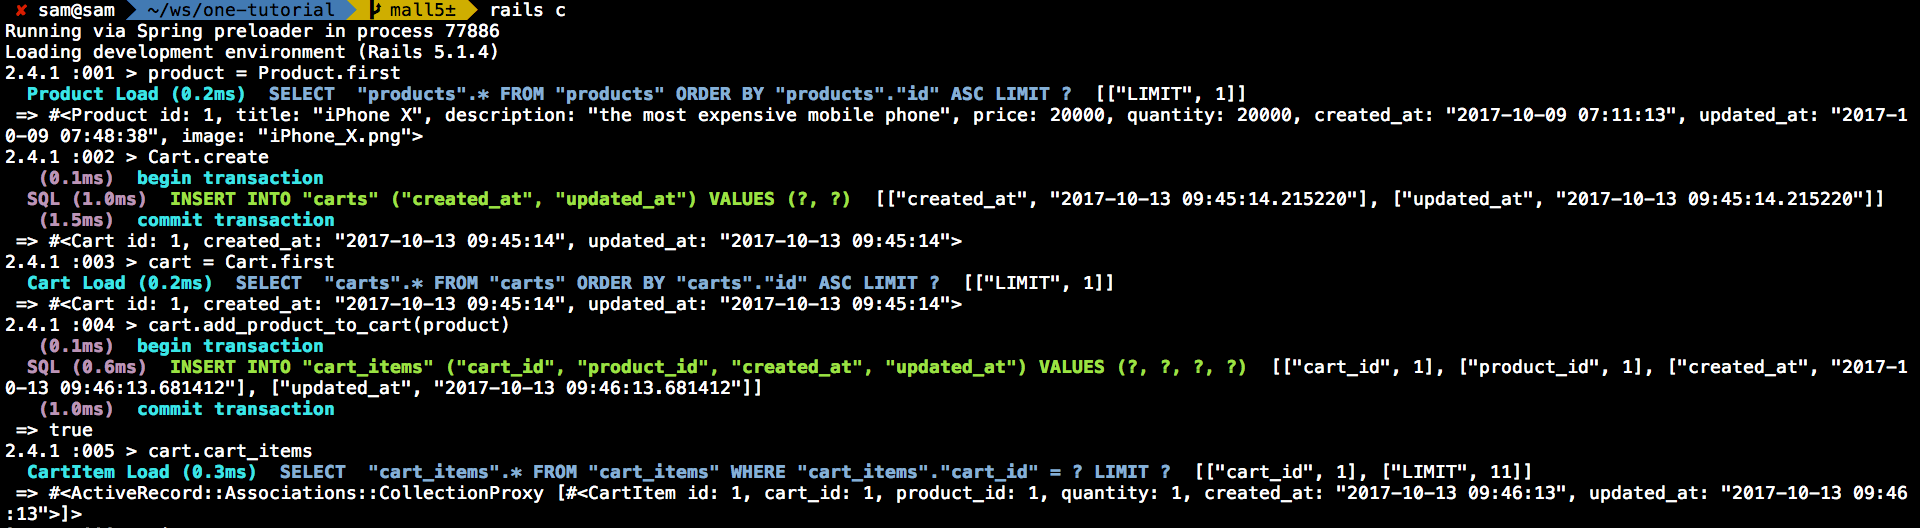 ✘ sam@sam ~/ws/one-tutorial mall5± rails c
Running via Spring preloader in process 77886
Loading development environment (Rails 5.1.4)
2.4.1 :001 > product = Product.first
  Product Load (0.2ms)  SELECT  "products".* FROM "products" ORDER BY "products"."id" ASC LIMIT ?  [["LIMIT", 1]]
 => #<Product id: 1, title: "iPhone X", description: "the most expensive mobile phone", price: 20000, quantity: 20000, created_at: "2017-10-09 07:11:13", updated_at: "2017-1
0-09 07:48:38", image: "iPhone_X.png">
2.4.1 :002 > Cart.create
   (0.1ms)  begin transaction
  SQL (1.0ms)  INSERT INTO "carts" ("created_at", "updated_at") VALUES (?, ?)  [["created_at", "2017-10-13 09:45:14.215220"], ["updated_at", "2017-10-13 09:45:14.215220"]]
   (1.5ms)  commit transaction
 => #<Cart id: 1, created_at: "2017-10-13 09:45:14", updated_at: "2017-10-13 09:45:14">
2.4.1 :003 > cart = Cart.first
  Cart Load (0.2ms)  SELECT  "carts".* FROM "carts" ORDER BY "carts"."id" ASC LIMIT ?  [["LIMIT", 1]]
 => #<Cart id: 1, created_at: "2017-10-13 09:45:14", updated_at: "2017-10-13 09:45:14">
2.4.1 :004 > cart.add_product_to_cart(product)
   (0.1ms)  begin transaction
  SQL (0.6ms)  INSERT INTO "cart_items" ("cart_id", "product_id", "created_at", "updated_at") VALUES (?, ?, ?, ?)  [["cart_id", 1], ["product_id", 1], ["created_at", "2017-1
0-13 09:46:13.681412"], ["updated_at", "2017-10-13 09:46:13.681412"]]
   (1.0ms)  commit transaction
 => true
2.4.1 :005 > cart.cart_items
  CartItem Load (0.3ms)  SELECT  "cart_items".* FROM "cart_items" WHERE "cart_items"."cart_id" = ? LIMIT ?  [["cart_id", 1], ["LIMIT", 11]]
 => #<ActiveRecord::Associations::CollectionProxy [#<CartItem id: 1, cart_id: 1, product_id: 1, quantity: 1, created_at: "2017-10-13 09:46:13", updated_at: "2017-10-13 09:46
:13">]>